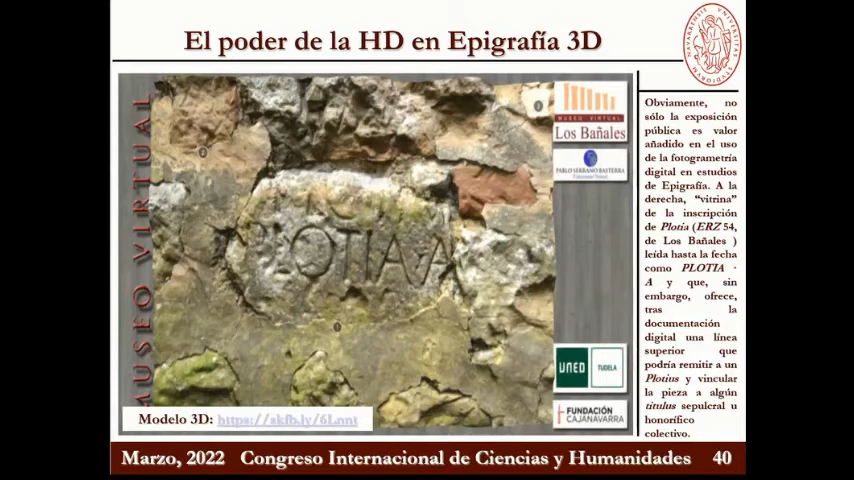 El poder de la HD en Epigrafía 3D
NAVARRENSIS VNIVERSITAS STVDIORVM
MUSEO VIRTUAL
PLOTIA·A
MUSEO VIRTUAL
Los Bañales
PABLO SERRANO BASTERRA
UNED
TUDELA
FUNDACIÓN
CAJANAVARRA
Modelo 3D: https://skfb.ly/6Lnnt
Obviamente, no
sólo la exposición
pública es valor
añadido en el uso
de la fotogrametría
digital en estudios
de Epigrafía. A la
derecha, “vitrina”
de la inscripción
de Plotia (ERZ 54,
de Los Bañales )
leída hasta la fecha
como PLOTIA ·
A y que, sin
embargo, ofrece,
tras la
documentación
digital una línea
superior que
podría remitir a un
Plotius y vincular
la pieza a algún
titulus sepulcral u
honorífico
colectivo.
Marzo, 2022 Congreso Internacional de Ciencias y Humanidades 40